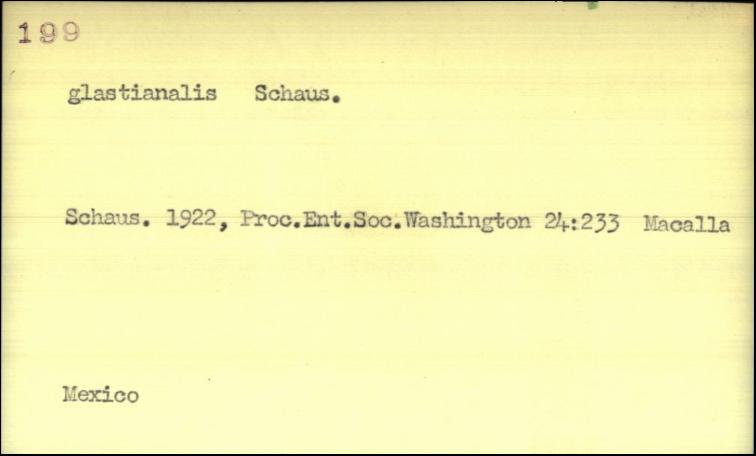 199
glastianalis Schaus.
Schaus. 1922, Proc.Ent.Soc.Washington 24:233 Macalla
Mexico